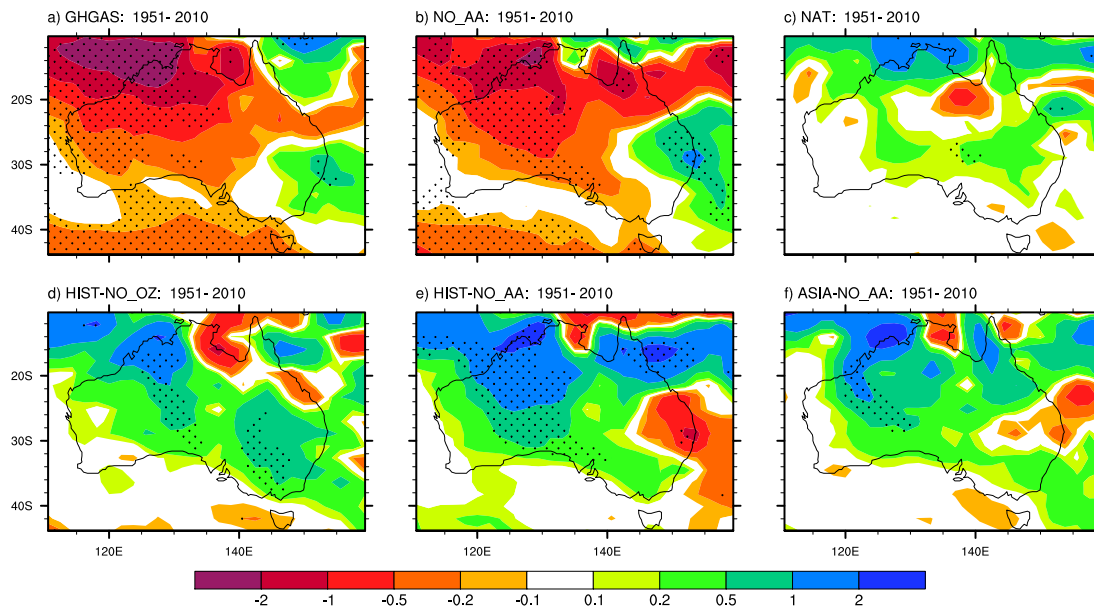 a) GHGAS: 1951- 2010
b) NO_AA: 1951- 2010
c) NAT: 1951- 2010
20S
30S
40S
d) HIST-NO_OZ: 1951- 2010
e) HIST-NO_AA: 1951- 2010
f) ASIA-NO_AA: 1951- 2010
20S
30S
40S
120E 140E 120E 140E 120E 140E
-2 -1 -0.5 -0.2 -0.1 0.1 0.2 0.5 1 2